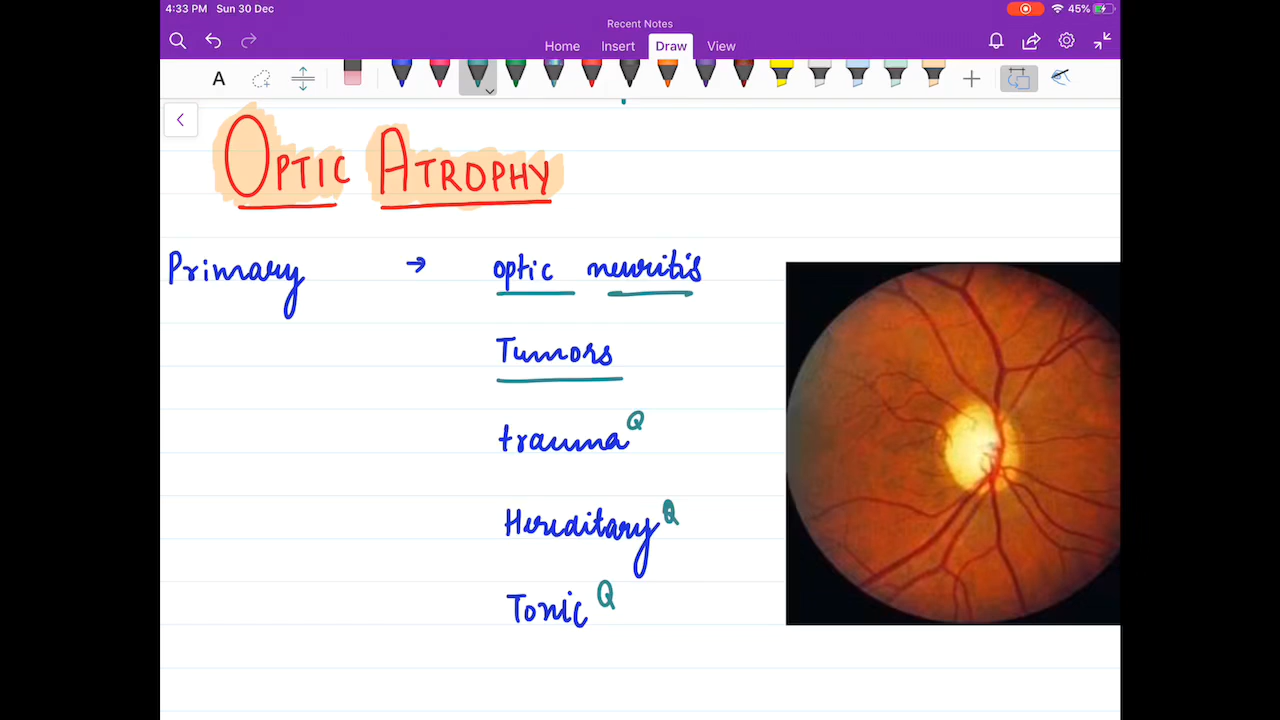 4:33 PM Sun 30 Dec 45%
Recent Notes
Home Insert Draw View
A
OPTIC ATROPHY
Primary → optic neuritis
Tumors
trauma Q
Hereditary Q
Toxic Q